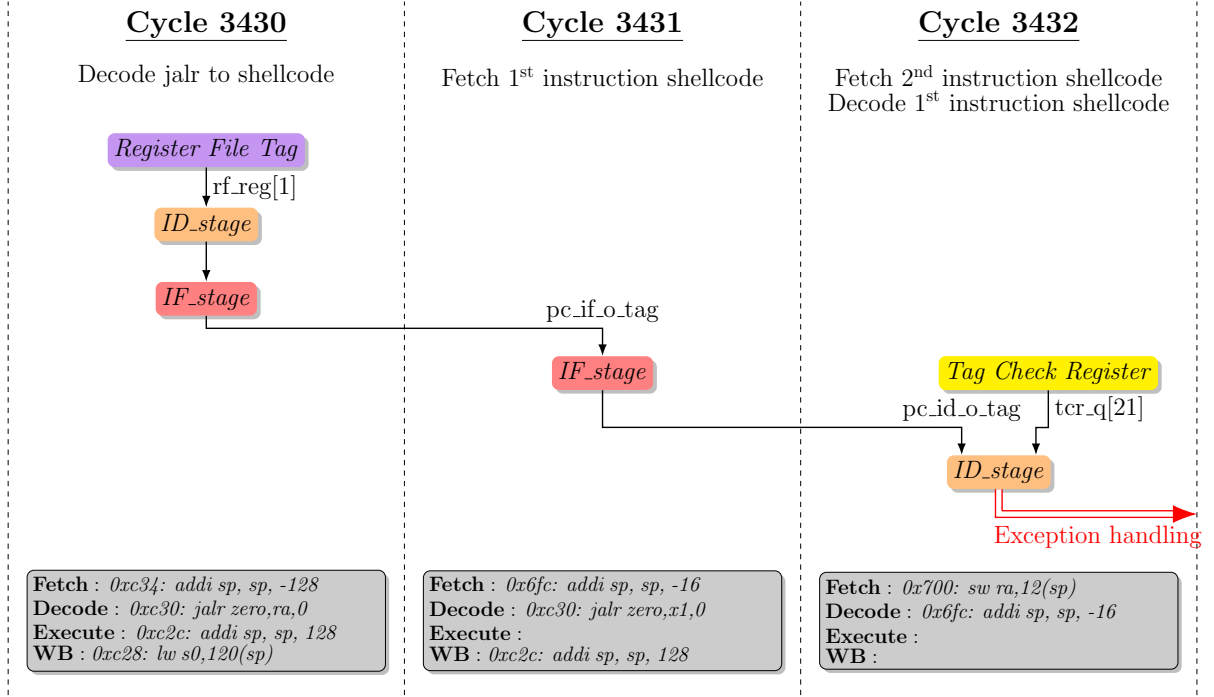 Cycle 3430
Decode jalr to shellcode
Register File Tag
rf_reg[1]
ID_stage
IF_stage
Fetch : 0xc34: addi sp, sp, -128
Decode : 0xc30: jalr zero,ra,0
Execute : 0xc2c: addi sp, sp, 128
WB : 0xc28: lw s0,120(sp)
Cycle 3431
Fetch 1st instruction shellcode
pc_if_o_tag
IF_stage
Fetch : 0x6fc: addi sp, sp, -16
Decode : 0xc30: jalr zero,x1,0
Execute :
WB : 0xc2c: addi sp, sp, 128
Cycle 3432
Fetch 2nd instruction shellcode
Decode 1st instruction shellcode
Tag Check Register
pc_id_o_tag
tcr_q[21]
ID_stage
Exception handling
Fetch : 0x700: sw ra,12(sp)
Decode : 0x6fc: addi sp, sp, -16
Execute :
WB :